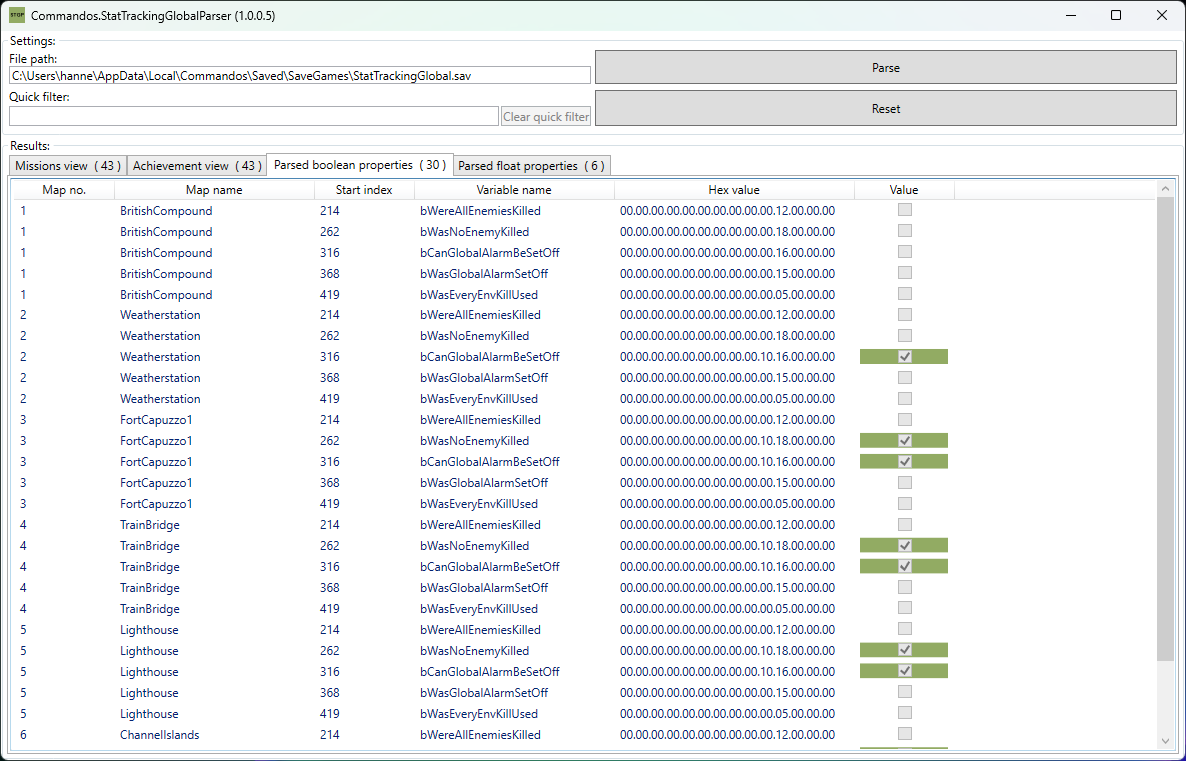 STOP Commandos.StatTrackingGlobalParser (1.0.0.5)
Settings:
File path:
C:\Users\hanne\AppData\Local\Commandos\Saved\SaveGames\StatTrackingGlobal.sav
Parse
Quick filter:
Clear quick filter
Reset
Results:
Missions view ( 43 ) Achievement view ( 43 ) Parsed boolean properties ( 30 ) Parsed float properties ( 6 )
Map no. Map name Start index Variable name Hex value Value
1 BritishCompound 214 bWereAllEnemiesKilled 00.00.00.00.00.00.00.00.00.00.12.00.00.00
1 BritishCompound 262 bWasNoEnemyKilled 00.00.00.00.00.00.00.00.00.00.18.00.00.00
1 BritishCompound 316 bCanGlobalAlarmBeSetOff 00.00.00.00.00.00.00.00.00.00.16.00.00.00
1 BritishCompound 368 bWasGlobalAlarmSetOff 00.00.00.00.00.00.00.00.00.00.15.00.00.00
1 BritishCompound 419 bWasEveryEnvKillUsed 00.00.00.00.00.00.00.00.00.00.05.00.00.00
2 Weatherstation 214 bWereAllEnemiesKilled 00.00.00.00.00.00.00.00.00.00.12.00.00.00
2 Weatherstation 262 bWasNoEnemyKilled 00.00.00.00.00.00.00.00.00.00.18.00.00.00
2 Weatherstation 316 bCanGlobalAlarmBeSetOff 00.00.00.00.00.00.00.00.00.10.16.00.00.00
2 Weatherstation 368 bWasGlobalAlarmSetOff 00.00.00.00.00.00.00.00.00.00.15.00.00.00
2 Weatherstation 419 bWasEveryEnvKillUsed 00.00.00.00.00.00.00.00.00.00.05.00.00.00
3 FortCapuzzo1 214 bWereAllEnemiesKilled 00.00.00.00.00.00.00.00.00.00.12.00.00.00
3 FortCapuzzo1 262 bWasNoEnemyKilled 00.00.00.00.00.00.00.00.00.10.18.00.00.00
3 FortCapuzzo1 316 bCanGlobalAlarmBeSetOff 00.00.00.00.00.00.00.00.00.10.16.00.00.00
3 FortCapuzzo1 368 bWasGlobalAlarmSetOff 00.00.00.00.00.00.00.00.00.00.15.00.00.00
3 FortCapuzzo1 419 bWasEveryEnvKillUsed 00.00.00.00.00.00.00.00.00.00.05.00.00.00
4 TrainBridge 214 bWereAllEnemiesKilled 00.00.00.00.00.00.00.00.00.00.12.00.00.00
4 TrainBridge 262 bWasNoEnemyKilled 00.00.00.00.00.00.00.00.00.10.18.00.00.00
4 TrainBridge 316 bCanGlobalAlarmBeSetOff 00.00.00.00.00.00.00.00.00.10.16.00.00.00
4 TrainBridge 368 bWasGlobalAlarmSetOff 00.00.00.00.00.00.00.00.00.00.15.00.00.00
4 TrainBridge 419 bWasEveryEnvKillUsed 00.00.00.00.00.00.00.00.00.00.05.00.00.00
5 Lighthouse 214 bWereAllEnemiesKilled 00.00.00.00.00.00.00.00.00.00.12.00.00.00
5 Lighthouse 262 bWasNoEnemyKilled 00.00.00.00.00.00.00.00.00.10.18.00.00.00
5 Lighthouse 316 bCanGlobalAlarmBeSetOff 00.00.00.00.00.00.00.00.00.10.16.00.00.00
5 Lighthouse 368 bWasGlobalAlarmSetOff 00.00.00.00.00.00.00.00.00.00.15.00.00.00
5 Lighthouse 419 bWasEveryEnvKillUsed 00.00.00.00.00.00.00.00.00.00.05.00.00.00
6 ChannelIslands 214 bWereAllEnemiesKilled 00.00.00.00.00.00.00.00.00.00.12.00.00.00